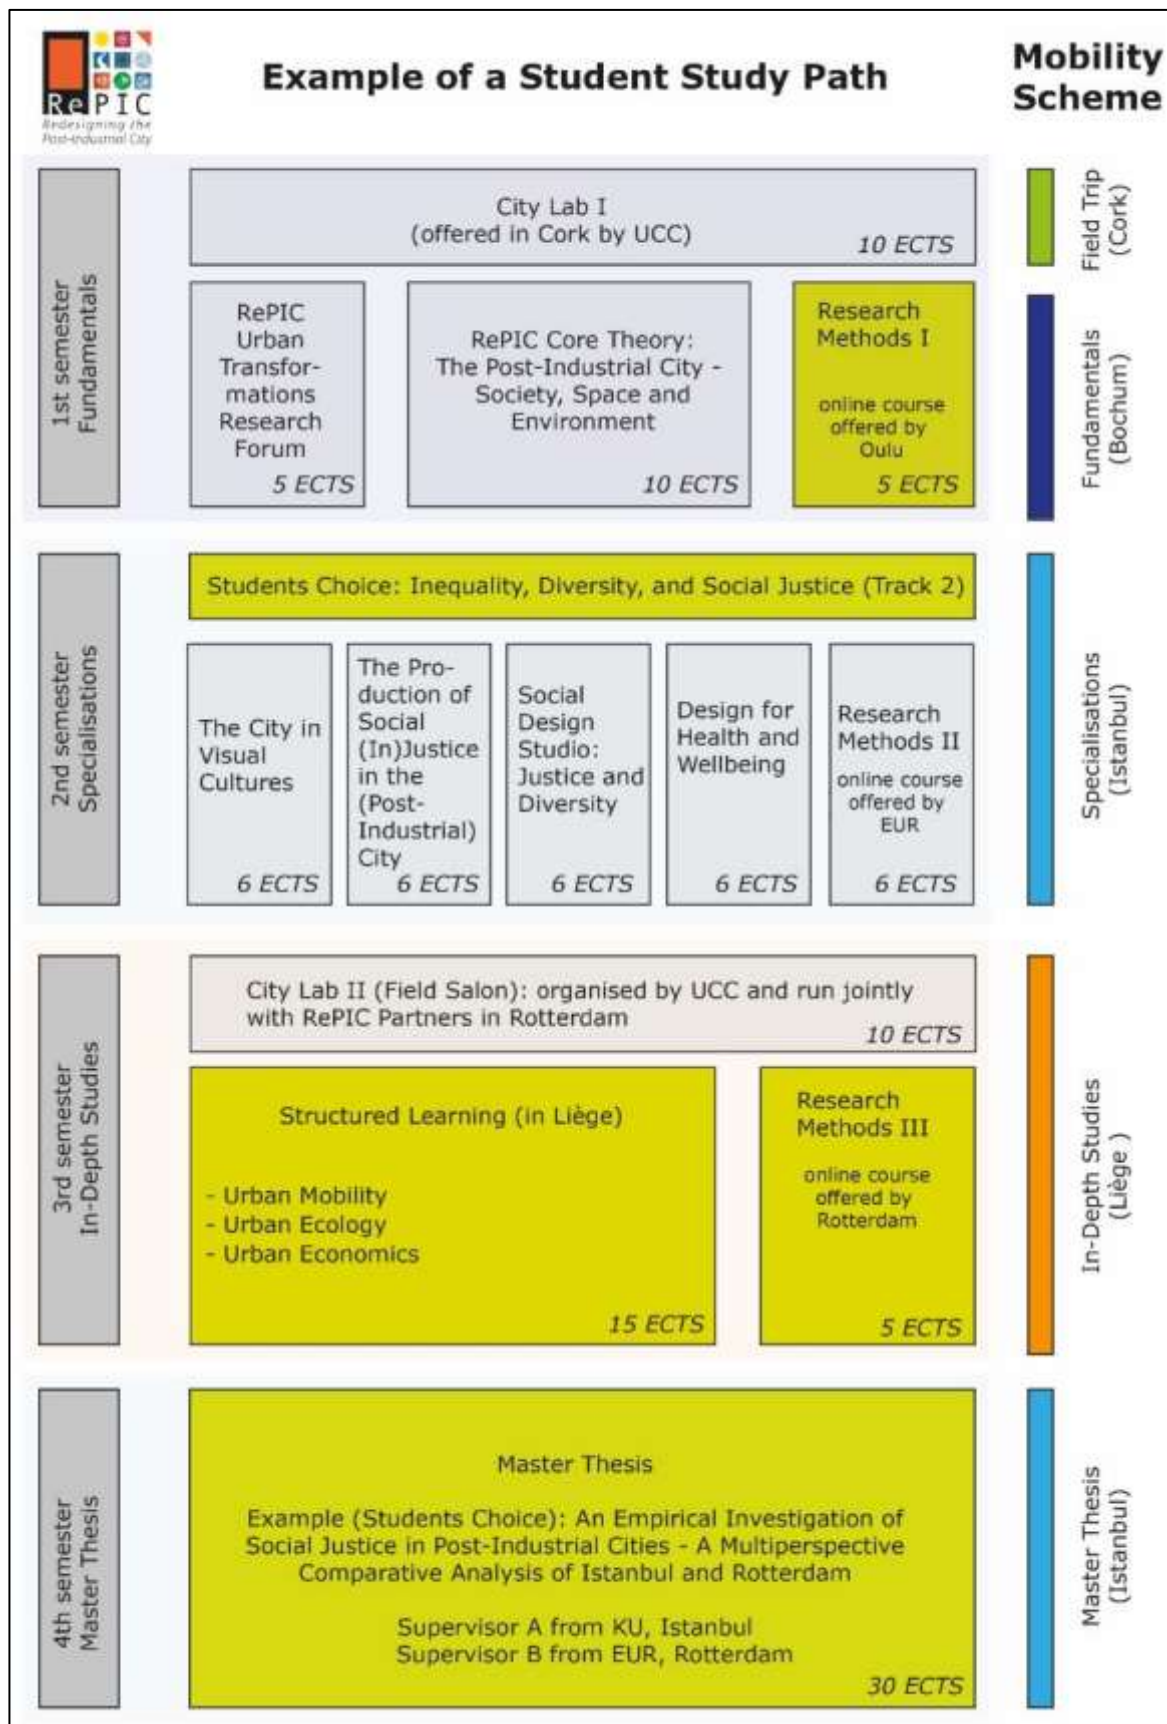 RePIC
Redesigning the
Post-Industrial City
Example of a Student Study Path
Mobility
Scheme
1st semester
Fundamentals
City Lab I
(offered in Cork by UCC)
10 ECTS
Field Trip
(Cork)
RePIC
Urban
Transfor-
mations
Research
Forum
5 ECTS
RePIC Core Theory:
The Post-Industrial City -
Society, Space and
Environment
10 ECTS
Research
Methods I
online course
offered by
Oulu
5 ECTS
Fundamentals
(Bochum)
2nd semester
Specialisations
Students Choice: Inequality, Diversity, and Social Justice (Track 2)
The City in
Visual
Cultures
6 ECTS
The Pro-
duction of
Social
(In)Justice
in the
(Post-
Industrial)
City
6 ECTS
Social
Design
Studio:
Justice and
Diversity
6 ECTS
Design for
Health and
Wellbeing
6 ECTS
Research
Methods II
online course
offered by
EUR
6 ECTS
Specialisations
(Istanbul)
3rd semester
In-Depth Studies
City Lab II (Field Salon): organised by UCC and run jointly
with RePIC Partners in Rotterdam
10 ECTS
Structured Learning (in Liège)
- Urban Mobility
- Urban Ecology
- Urban Economics
15 ECTS
Research
Methods III
online course
offered by
Rotterdam
5 ECTS
In-Depth Studies
(Liège )
4th semester
Master Thesis
Master Thesis
Example (Students Choice): An Empirical Investigation of
Social Justice in Post-Industrial Cities - A Multiperspective
Comparative Analysis of Istanbul and Rotterdam
Supervisor A from KU, Istanbul
Supervisor B from EUR, Rotterdam
30 ECTS
Master Thesis
(Istanbul)